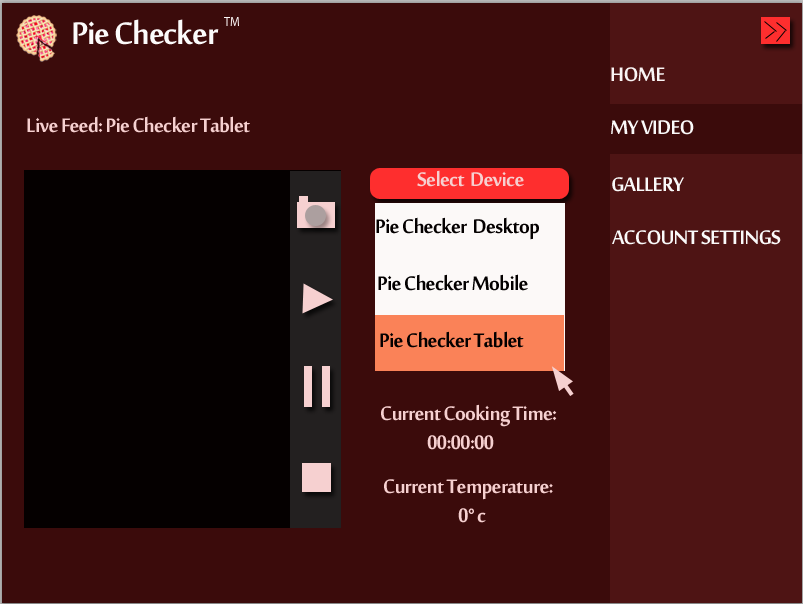 Pie Checker TM
Live Feed: Pie Checker Tablet
Select Device
Pie Checker Desktop
Pie Checker Mobile
Pie Checker Tablet
Current Cooking Time:
00:00:00
Current Temperature:
0° c
HOME
MY VIDEO
GALLERY
ACCOUNT SETTINGS